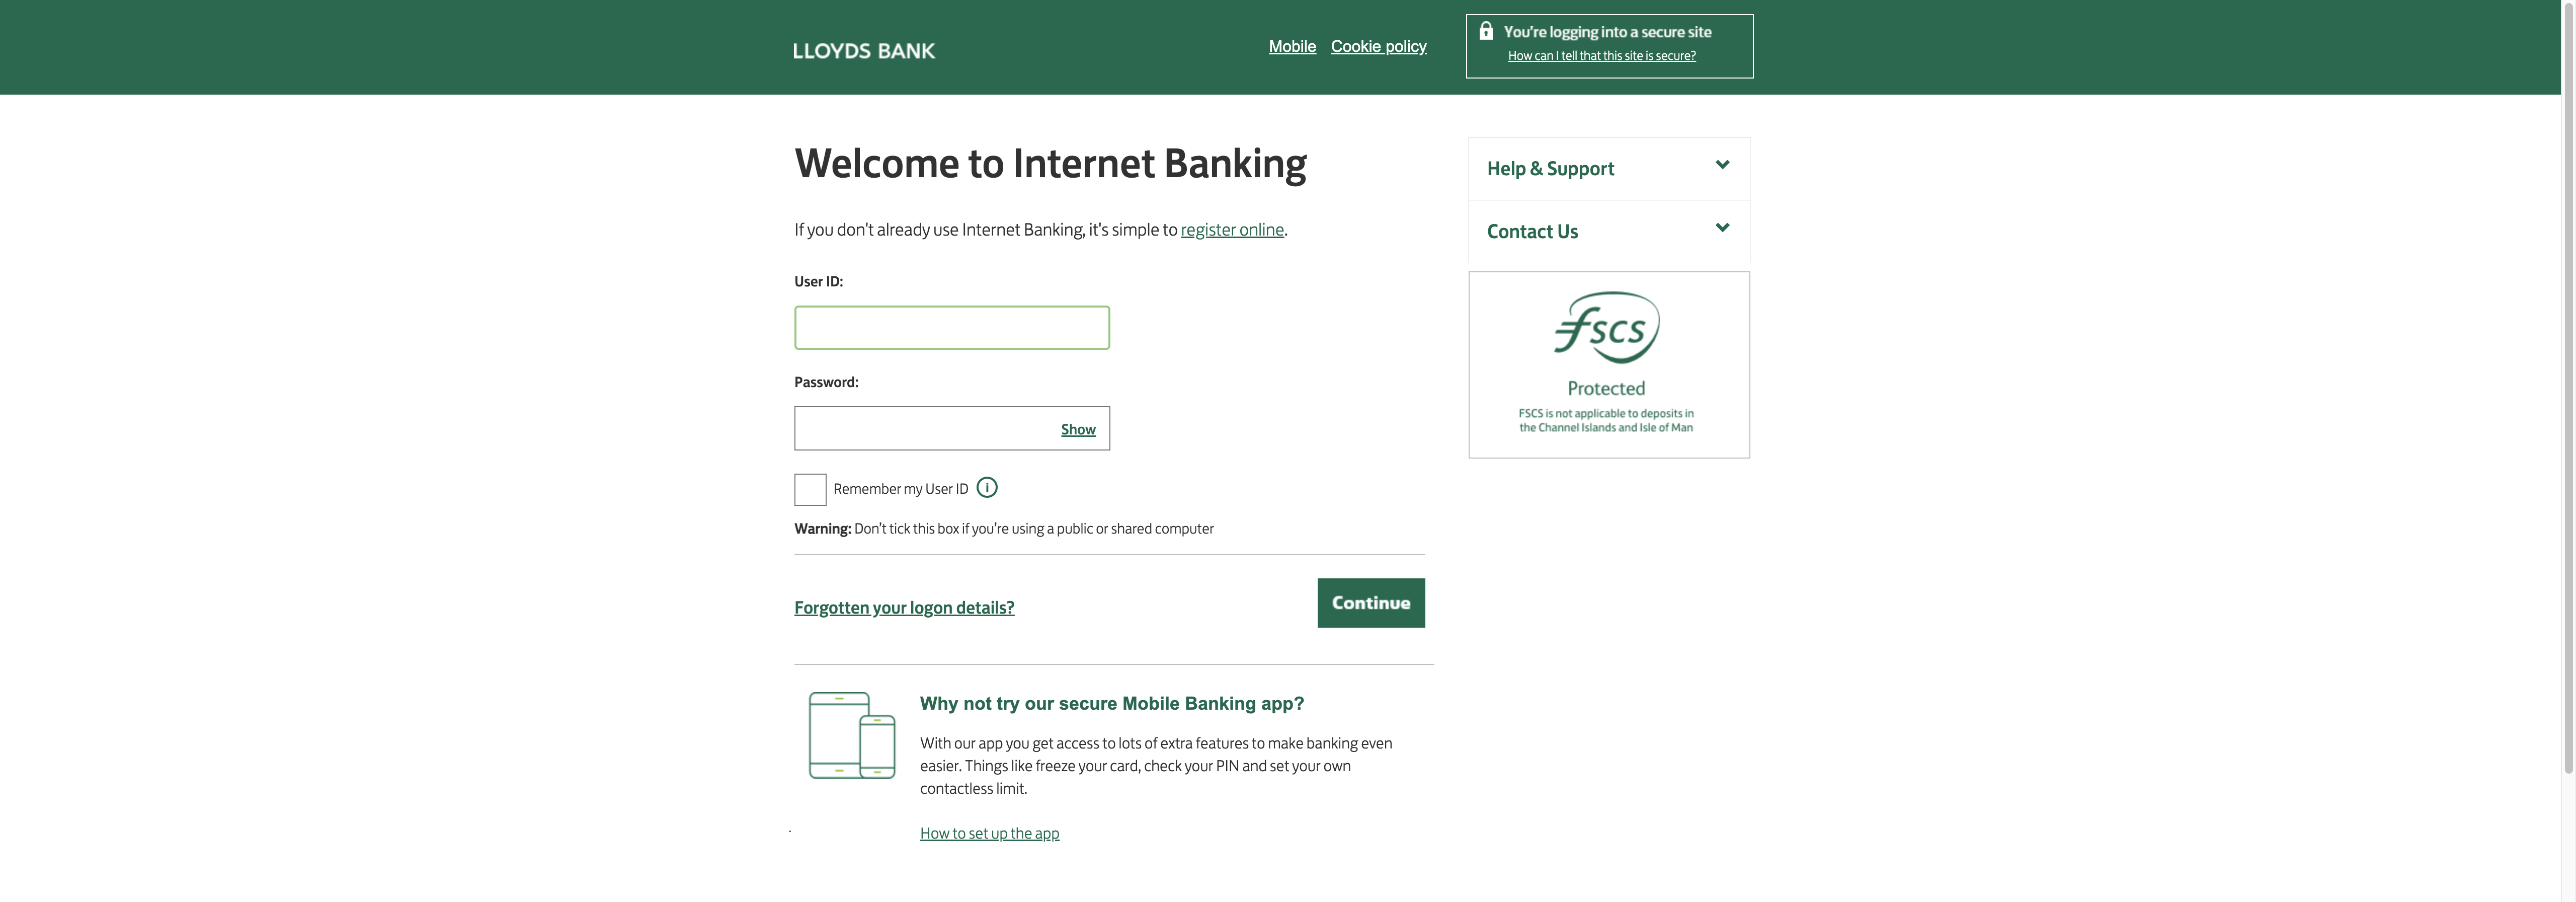 LLOYDS BANK
Mobile Cookie policy
You're logging into a secure site
How can I tell that this site is secure?
Welcome to Internet Banking
If you don't already use Internet Banking, it's simple to register online.
User ID:
Password:
Show
Remember my User ID i
Warning: Don't tick this box if you're using a public or shared computer
Forgotten your logon details?
Continue
Why not try our secure Mobile Banking app?
With our app you get access to lots of extra features to make banking even
easier. Things like freeze your card, check your PIN and set your own
contactless limit.
How to set up the app
Help & Support
Contact Us
fscs
Protected
FSCS is not applicable to deposits in
the Channel Islands and Isle of Man